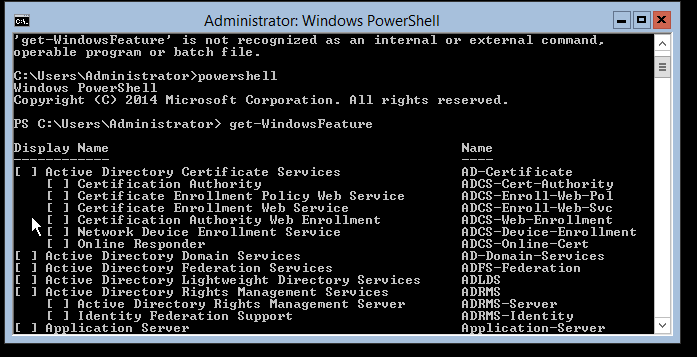 Administrator: Windows PowerShell
'get-WindowsFeature' is not recognized as an internal or external command,
operable program or batch file.
C:\Users\Administrator>powershell
Windows PowerShell
Copyright (C) 2014 Microsoft Corporation. All rights reserved.
PS C:\Users\Administrator> get-WindowsFeature
Display Name Name
------------ ----
[ ] Active Directory Certificate Services AD-Certificate
[ ] Certification Authority ADCS-Cert-Authority
[ ] Certificate Enrollment Policy Web Service ADCS-Enroll-Web-Pol
[ ] Certificate Enrollment Web Service ADCS-Enroll-Web-Svc
[ ] Certification Authority Web Enrollment ADCS-Web-Enrollment
[ ] Network Device Enrollment Service ADCS-Device-Enrollment
[ ] Online Responder ADCS-Online-Cert
[ ] Active Directory Domain Services AD-Domain-Services
[ ] Active Directory Federation Services ADFS-Federation
[ ] Active Directory Lightweight Directory Services ADLDS
[ ] Active Directory Rights Management Services ADRMS
[ ] Active Directory Rights Management Server ADRMS-Server
[ ] Identity Federation Support ADRMS-Identity
[ ] Application Server Application-Server